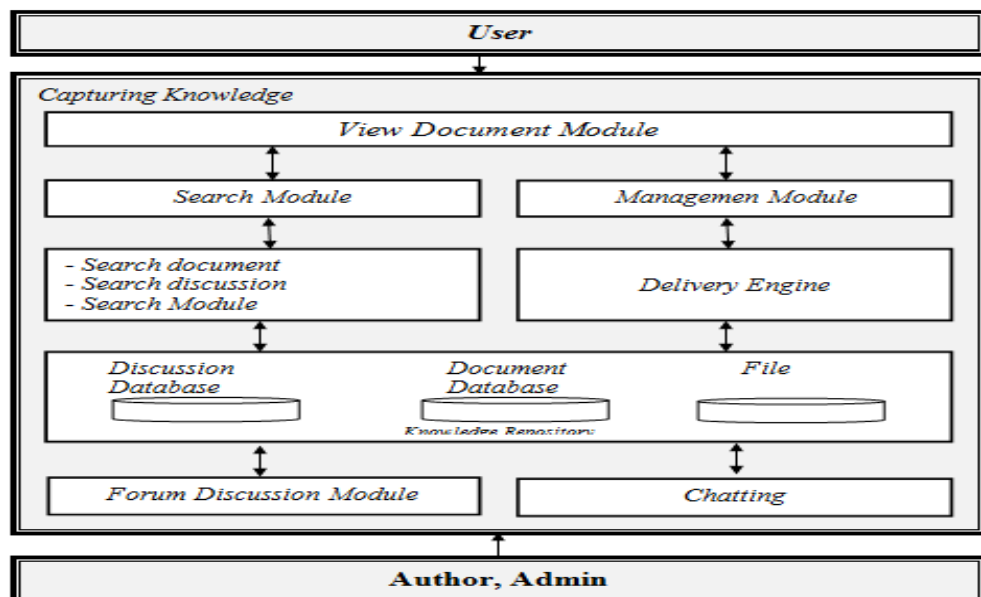 User
Capturing Knowledge
View Document Module
Search Module
Managemen Module
- Search document
- Search discussion
- Search Module
Delivery Engine
Discussion
Database
Document
Database
File
Knowledge Repository
Forum Discussion Module
Chatting
Author, Admin